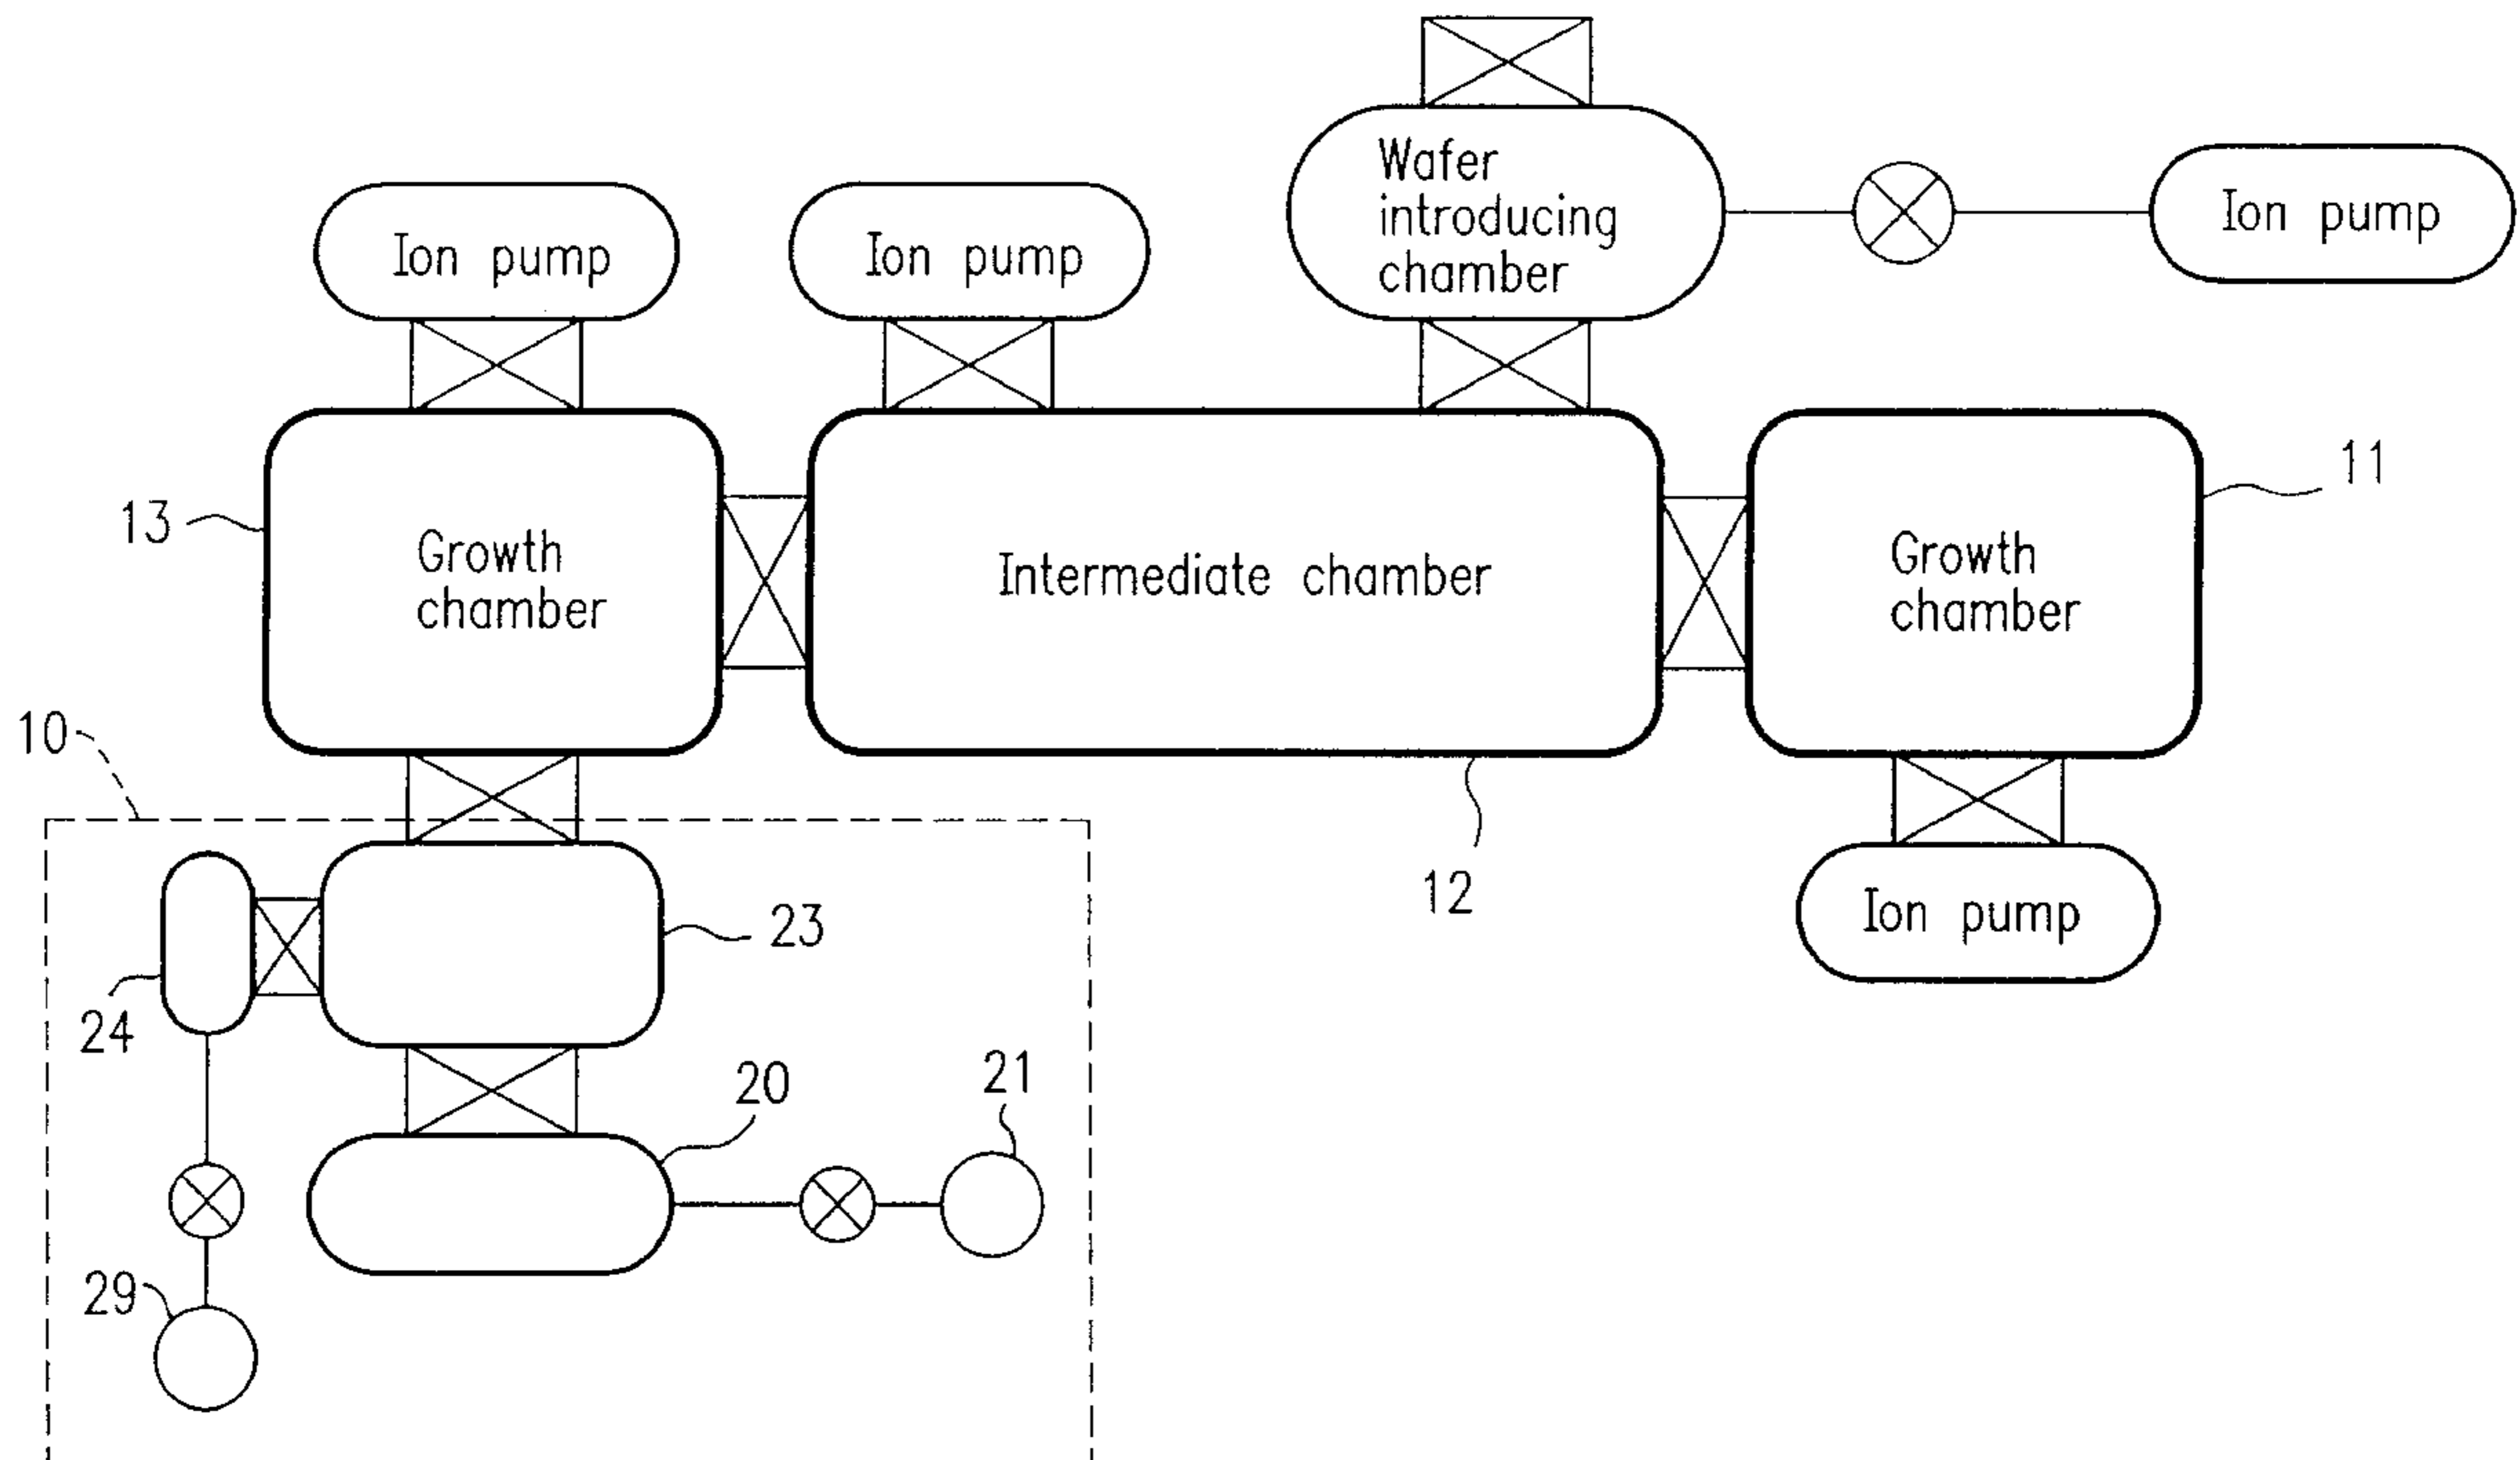 Wafer
introducing
chamber
Ion pump
Ion pump
Ion pump
11
13
Growth
chamber
Intermediate chamber
Growth
chamber
10
12
Ion pump
23
24
20
21
29